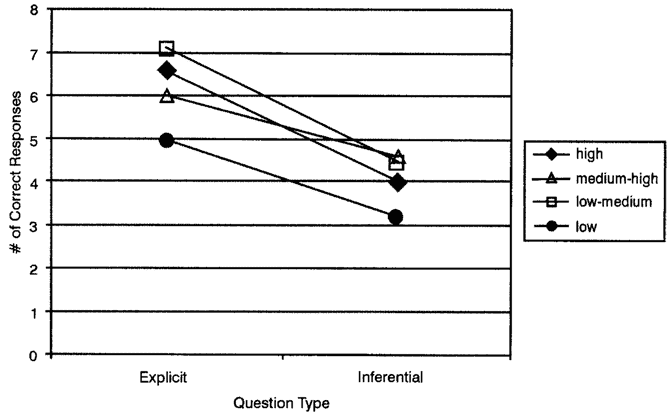 8
7
6
5
4
3
2
1
0
# of Correct Responses
Explicit
Inferential
Question Type
high
medium-high
low-medium
low